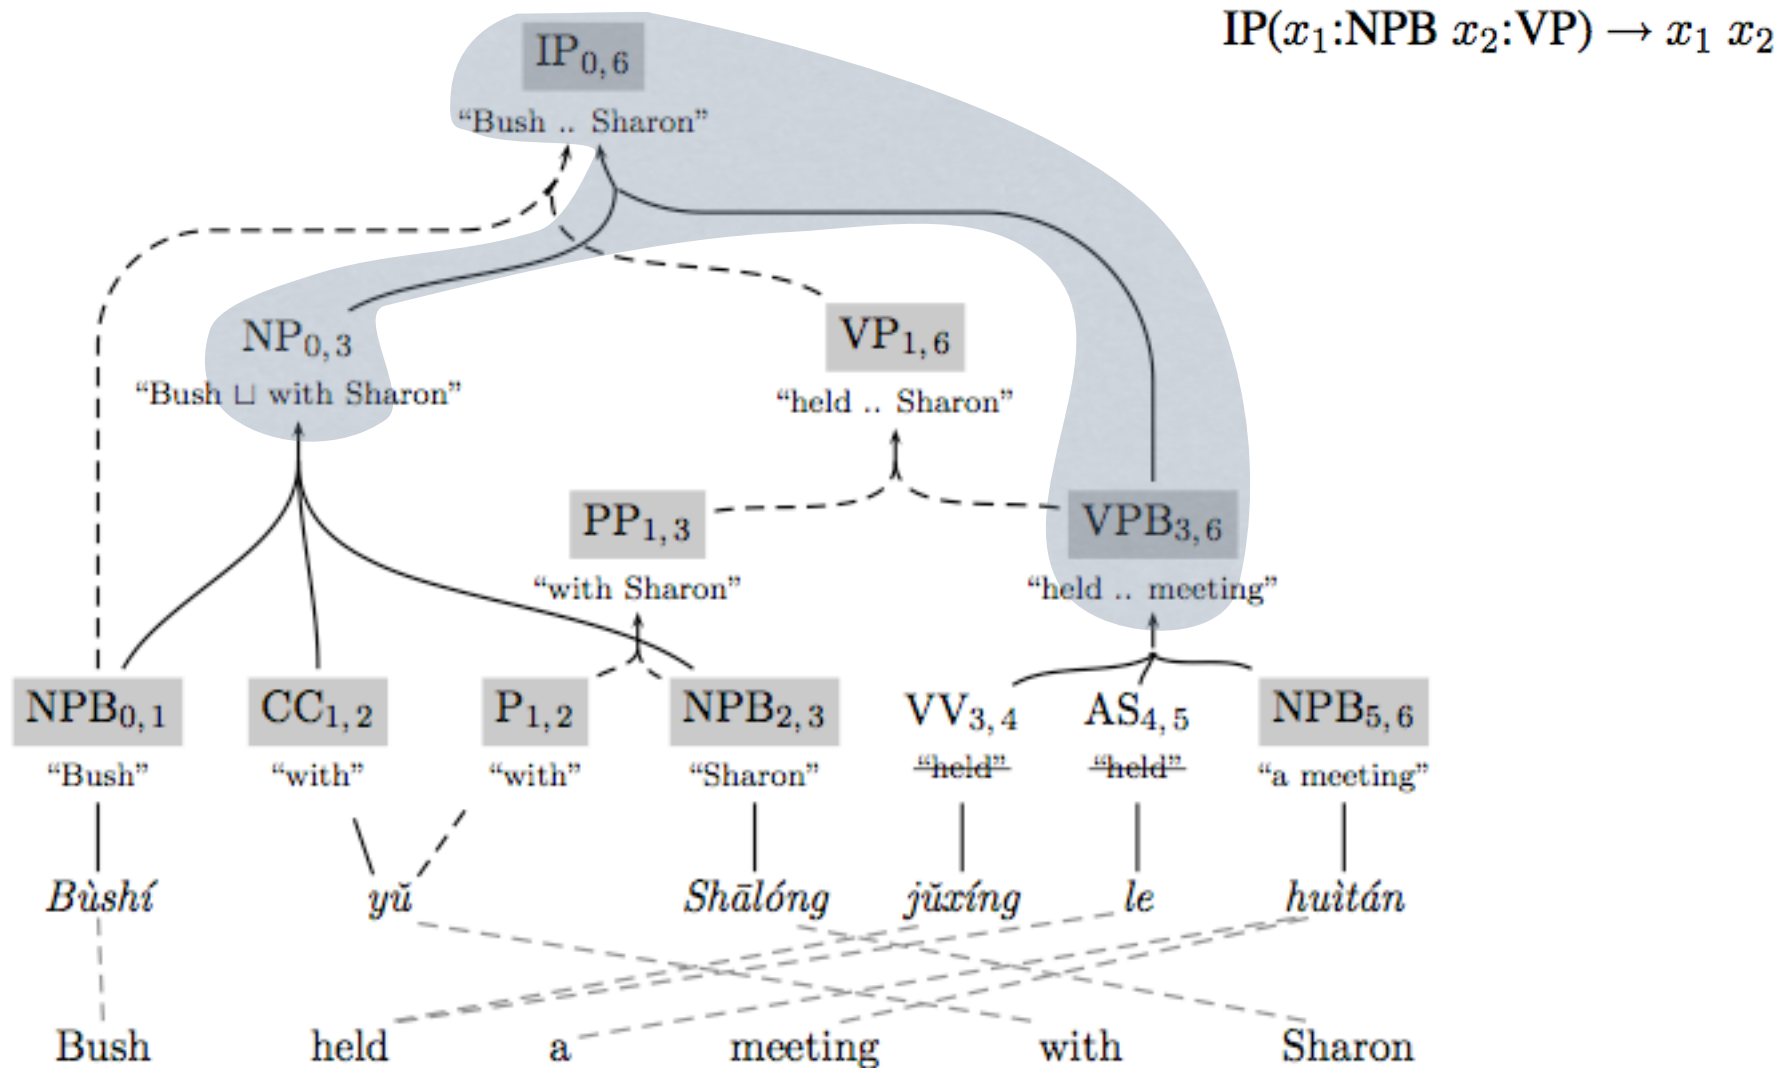 IP(x₁:NPB x₂:VP) → x₁ x₂
IP₀,₆
“Bush .. Sharon”
NP₀,₃
“Bush ⊔ with Sharon”
VP₁,₆
“held .. Sharon”
PP₁,₃
“with Sharon”
VPB₃,₆
“held .. meeting”
NPB₀,₁ CC₁,₂ P₁,₂ NPB₂,₃ VV₃,₄ AS₄,₅ NPB₅,₆
“Bush” “with” “with” “Sharon” “held” “held” “a meeting”
Bùshí yǔ Shālóng jǔxíng le huìtán
Bush held a meeting with Sharon